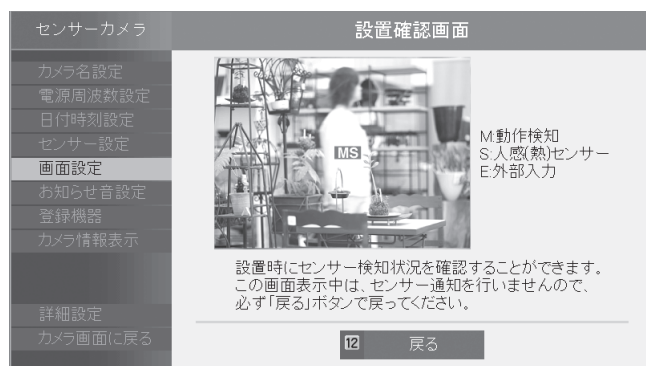 センサーカメラ
設置確認画面
カメラ名設定
電源周波数設定
日付時刻設定
センサー設定
画面設定
お知らせ音設定
登録機器
カメラ情報表示
詳細設定
カメラ画面に戻る
MS
M:動作検知
S:人感(熱)センサー
E:外部入力
設置時にセンサー検知状況を確認することができます。
この画面表示中は、センサー通知を行いませんので、
必ず「戻る」ボタンで戻ってください。
12 戻る